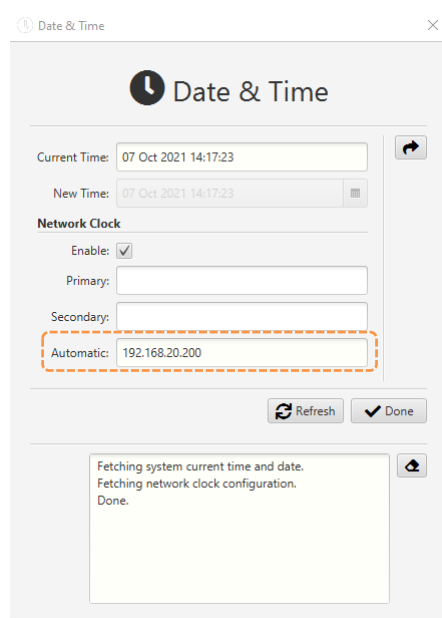 Date & Time
Date & Time
Current Time: 07 Oct 2021 14:17:23
New Time: 07 Oct 2021 14:17:23
Network Clock
Enable:
Primary:
Secondary:
Automatic: 192.168.20.200
Refresh Done
Fetching system current time and date.
Fetching network clock configuration.
Done.